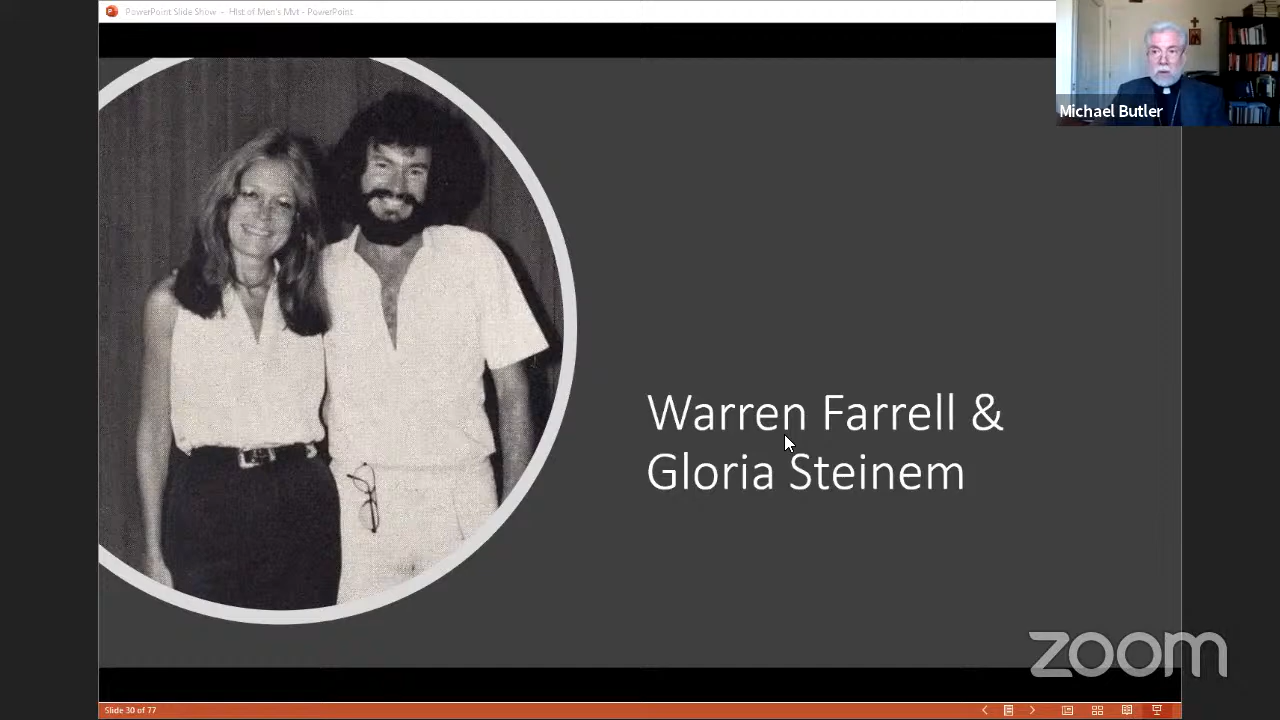 PowerPoint Slide Show - Hist of Men's Mvt - PowerPoint
Michael Butler
Warren Farrell &
Gloria Steinem
zoom
Slide 30 of 77